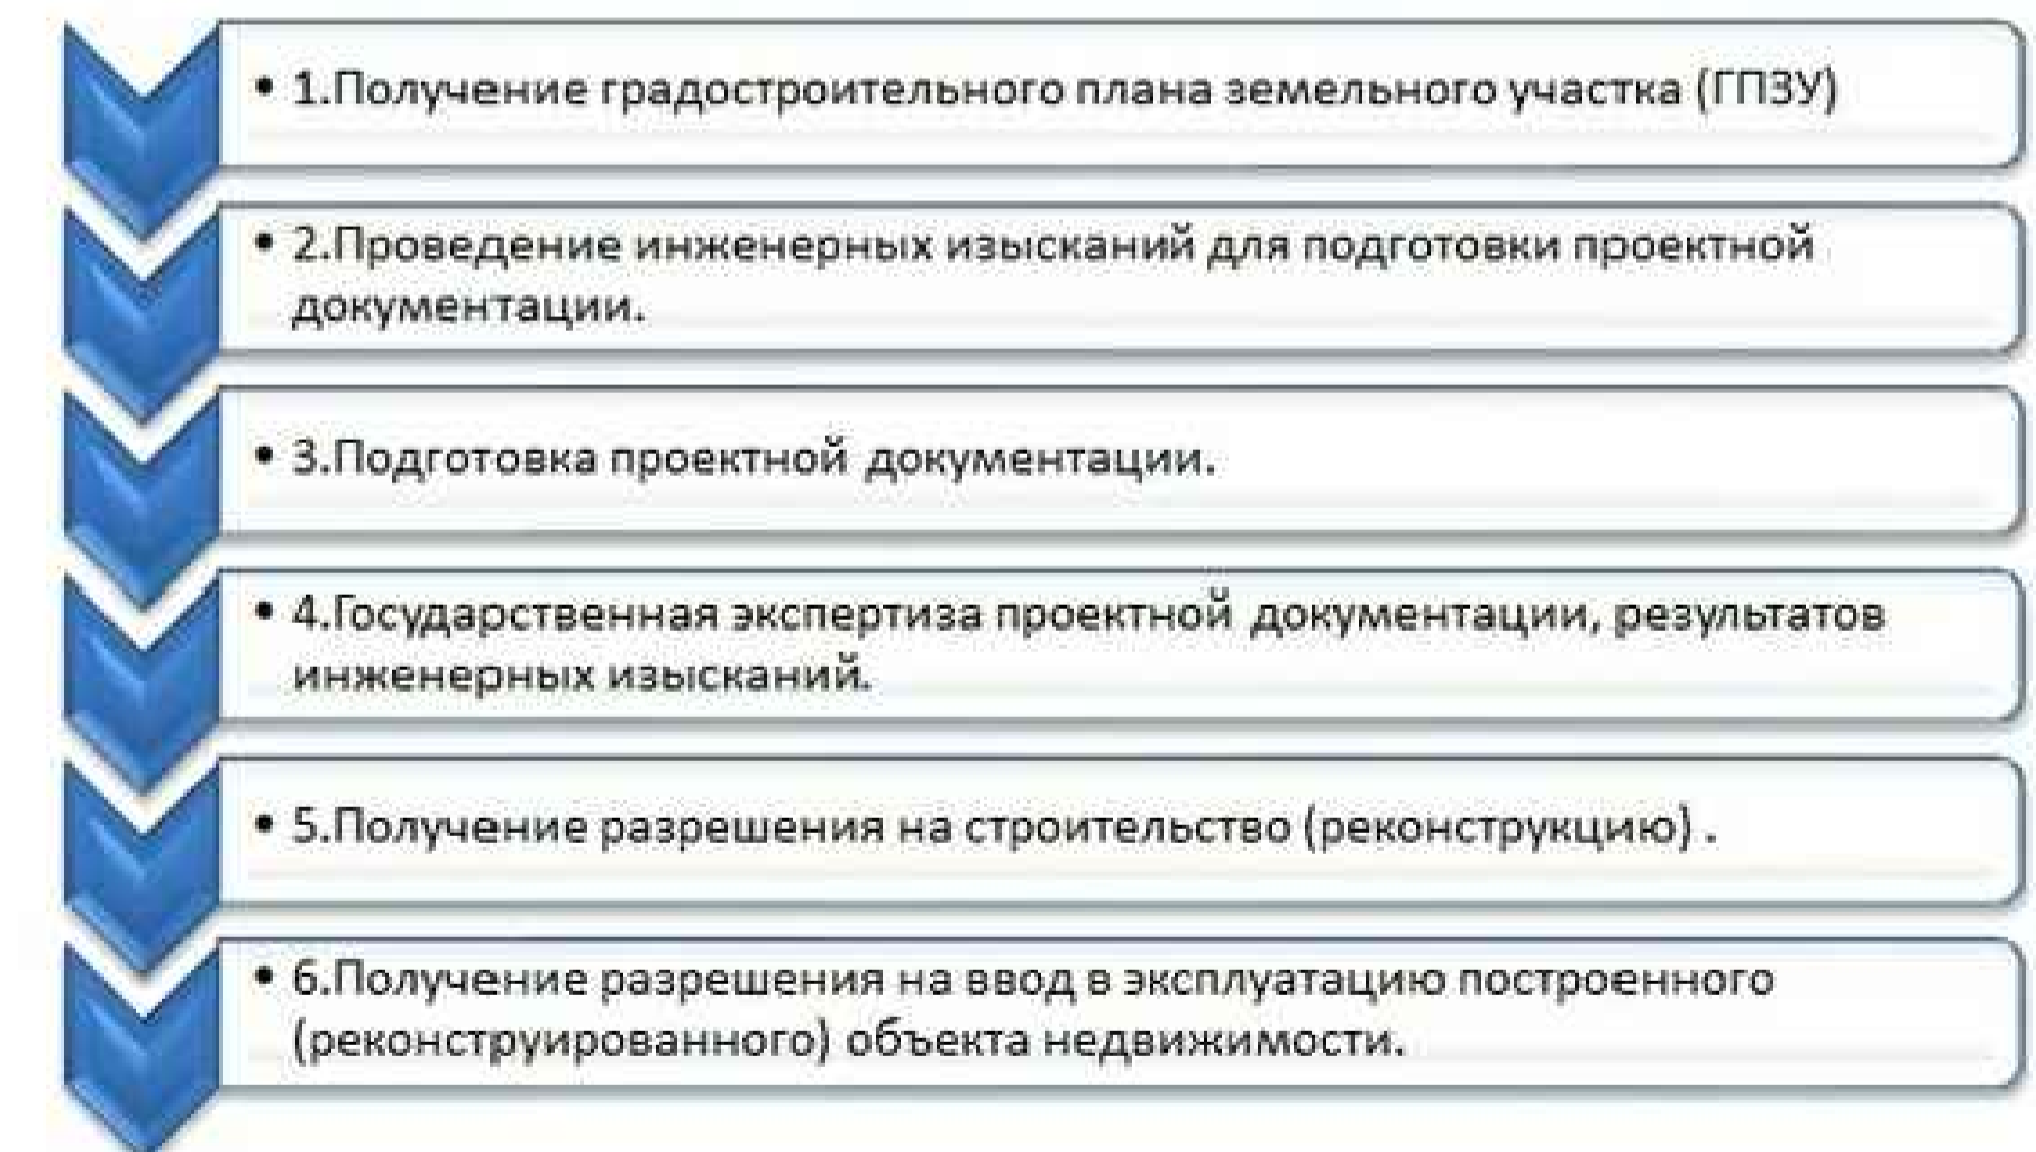 • 1.Получение градостроительного плана земельного участка (ГПЗУ)
• 2.Проведение инженерных изысканий для подготовки проектной
документации.
• 3.Подготовка проектной документации.
• 4.Государственная экспертиза проектной документации, результатов
инженерных изысканий.
• 5.Получение разрешения на строительство (реконструкцию) .
• 6.Получение разрешения на ввод в эксплуатацию построенного
(реконструированного) объекта недвижимости.